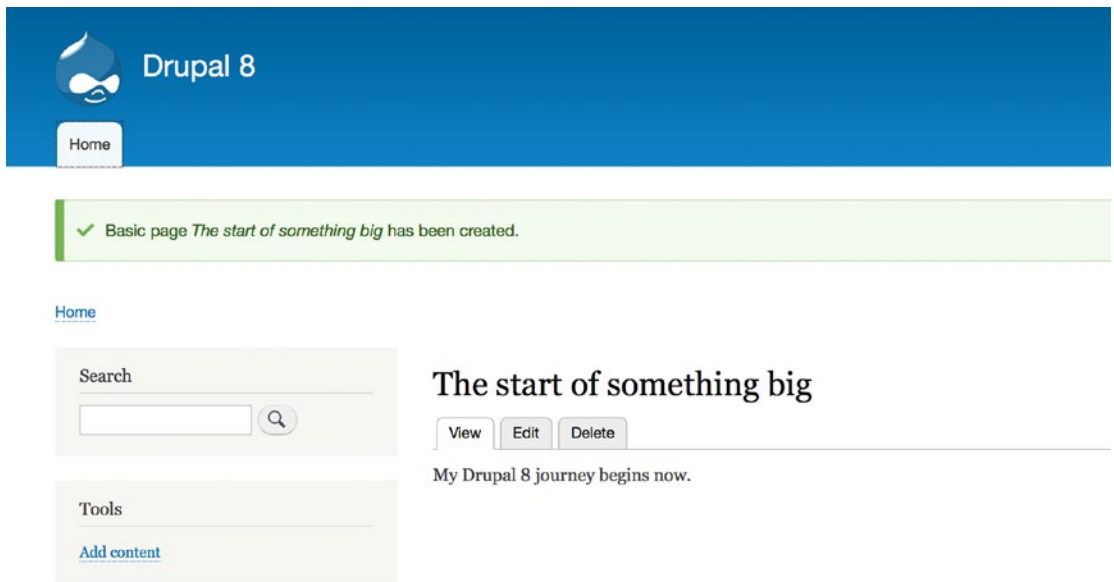 Drupal 8
Home
Basic page The start of something big has been created.
Home
Search
Tools
Add content
The start of something big
View Edit Delete
My Drupal 8 journey begins now.